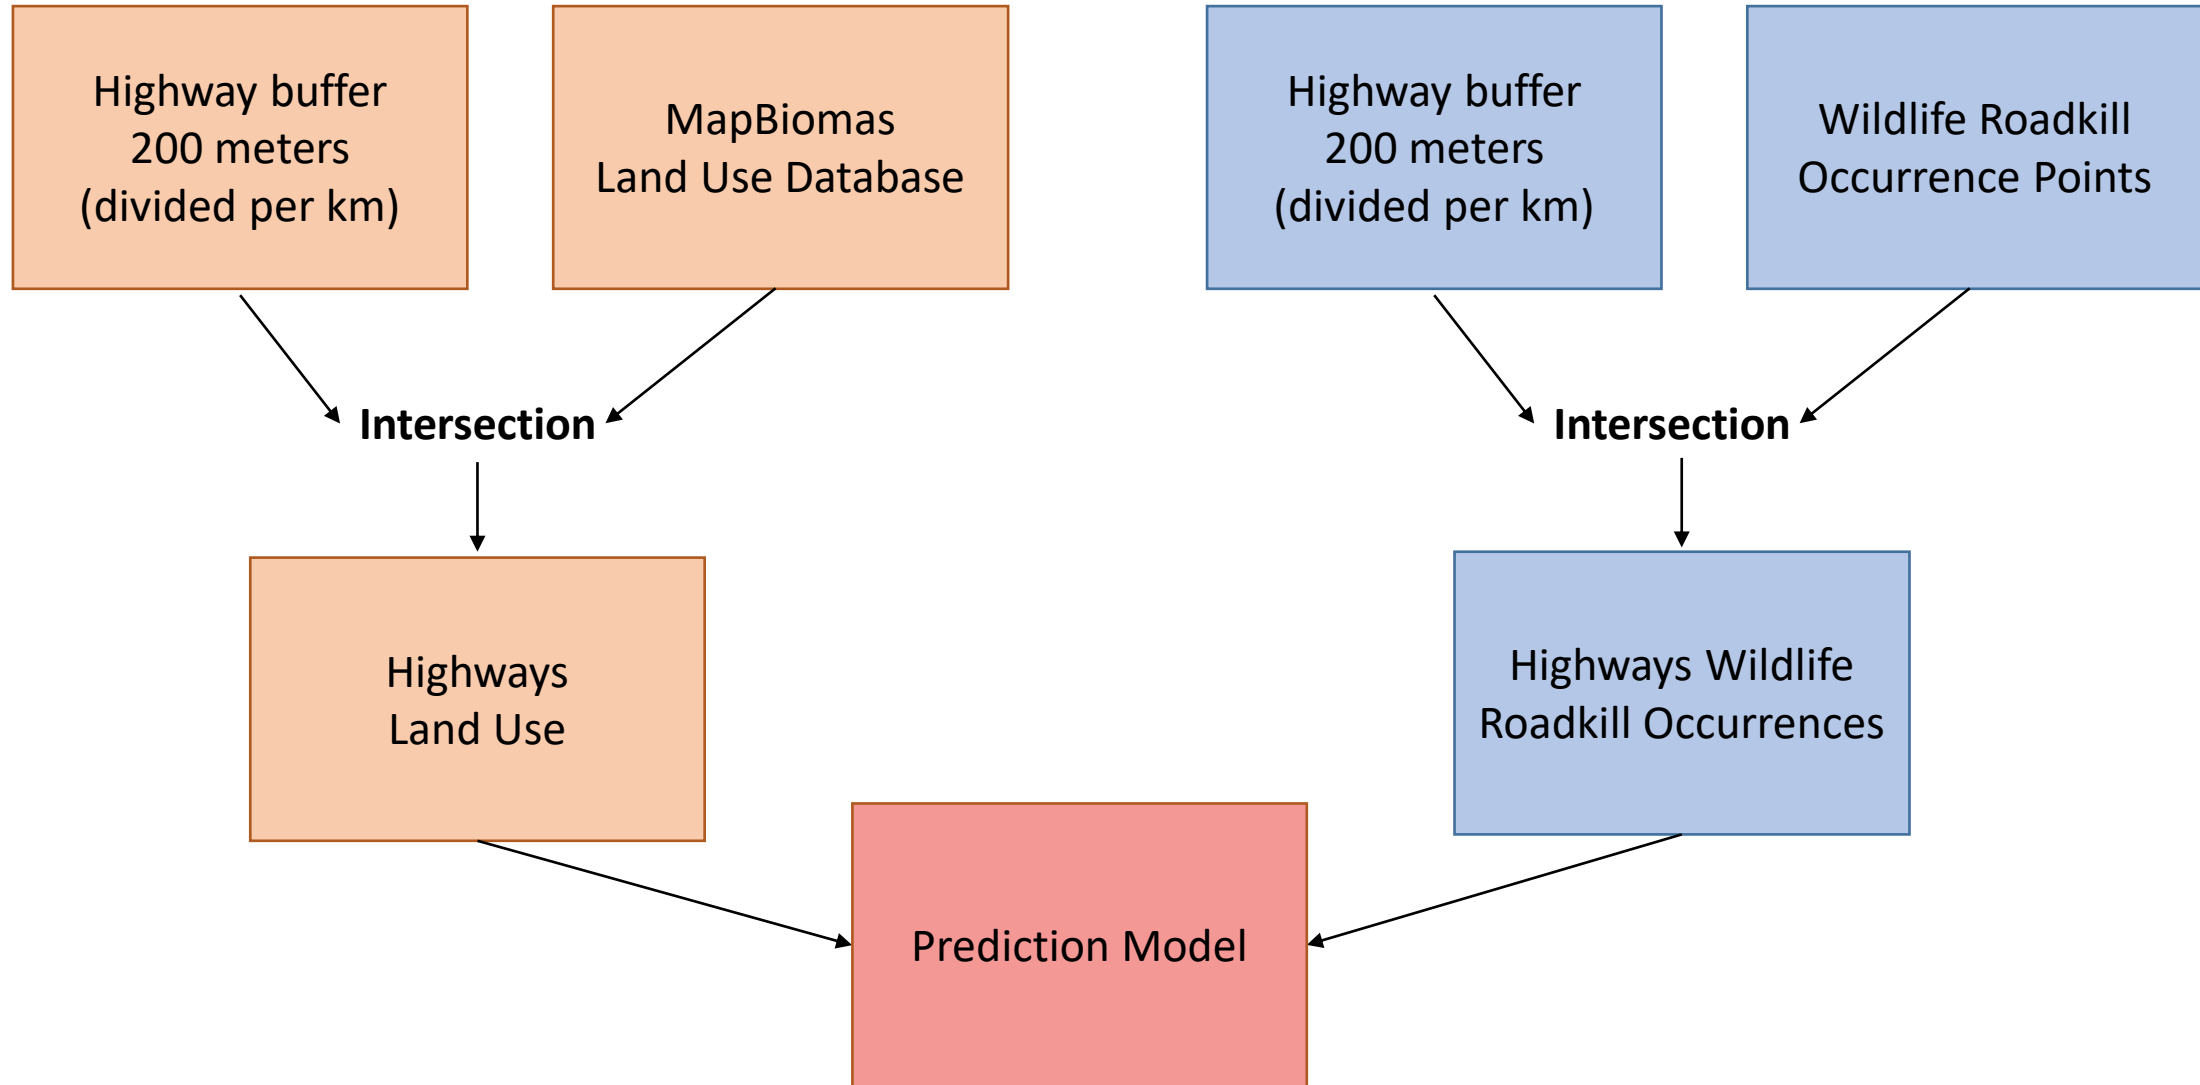 Highway buffer
200 meters
(divided per km)
MapBiomas
Land Use Database
Highway buffer
200 meters
(divided per km)
Wildlife Roadkill
Occurrence Points
Intersection
Intersection
Highways
Land Use
Highways Wildlife
Roadkill Occurrences
Prediction Model